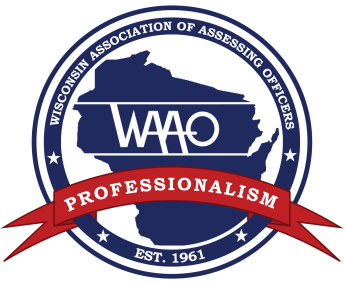 WISCONSIN ASSOCIATION OF ASSESSING OFFICERS
WAAO
PROFESSIONALISM
EST. 1961